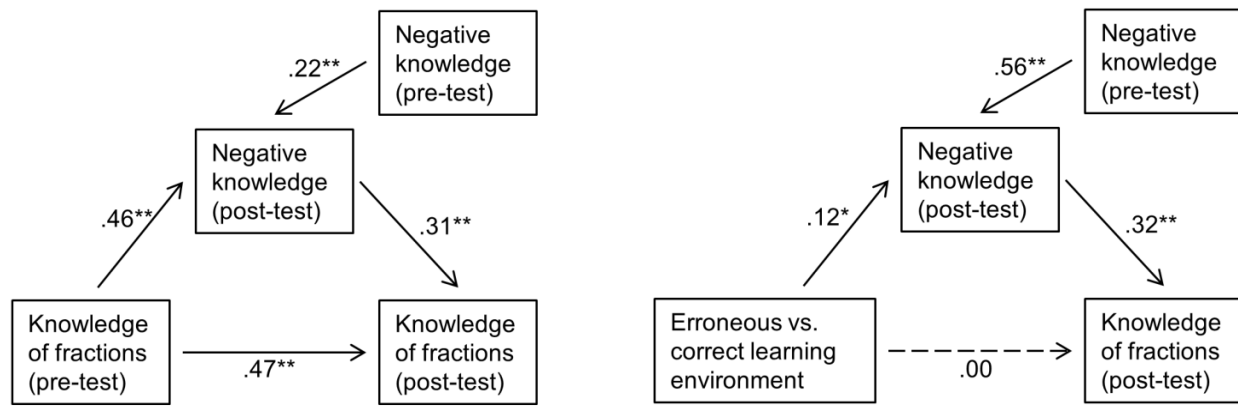 Negative
knowledge
(pre-test)
.22**
Negative
knowledge
(post-test)
.46**
.31**
Knowledge
of fractions
(pre-test)
.47**
Knowledge
of fractions
(post-test)
Negative
knowledge
(pre-test)
.56**
Negative
knowledge
(post-test)
.12*
.32**
Erroneous vs.
correct learning
environment
.00
Knowledge
of fractions
(post-test)